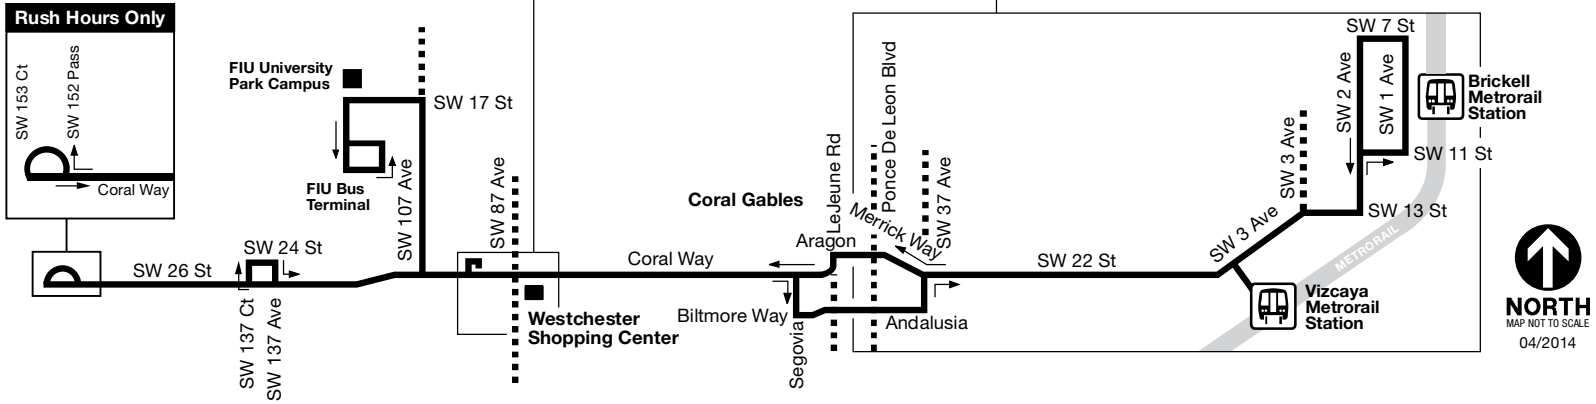 Rush Hours Only
SW 153 Ct
SW 152 Pass
Coral Way
FIU University
Park Campus
SW 17 St
FIU Bus
Terminal
SW 107 Ave
SW 87 Ave
SW 24 St
SW 26 St
SW 137 Ct
SW 137 Ave
Westchester
Shopping Center
Coral Gables
Coral Way
Aragon
LeJeune Rd
Ponce De Leon Blvd
Merrick Way
SW 37 Ave
Biltmore Way
Segovia
Andalusia
SW 22 St
SW 3 Ave
SW 3 Ave
SW 7 St
SW 2 Ave
SW 1 Ave
Brickell
Metrorail
Station
SW 11 St
SW 13 St
METRORAIL
Vizcaya
Metrorail
Station
NORTH
MAP NOT TO SCALE
04/2014